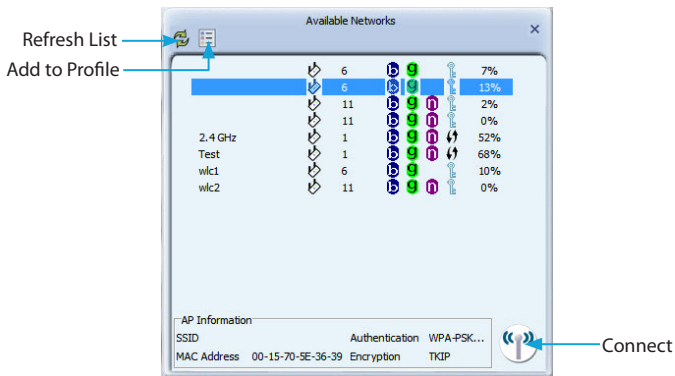 Available Networks
Refresh List
Add to Profile
6 b g 7%
6 b g 13%
11 b g n 2%
11 b g n 0%
2.4 GHz 1 b g n 52%
Test 1 b g n 68%
wlc1 6 b g 10%
wlc2 11 b g n 0%
AP Information
SSID Authentication WPA-PSK...
MAC Address 00-15-70-5E-36-39 Encryption TKIP
Connect